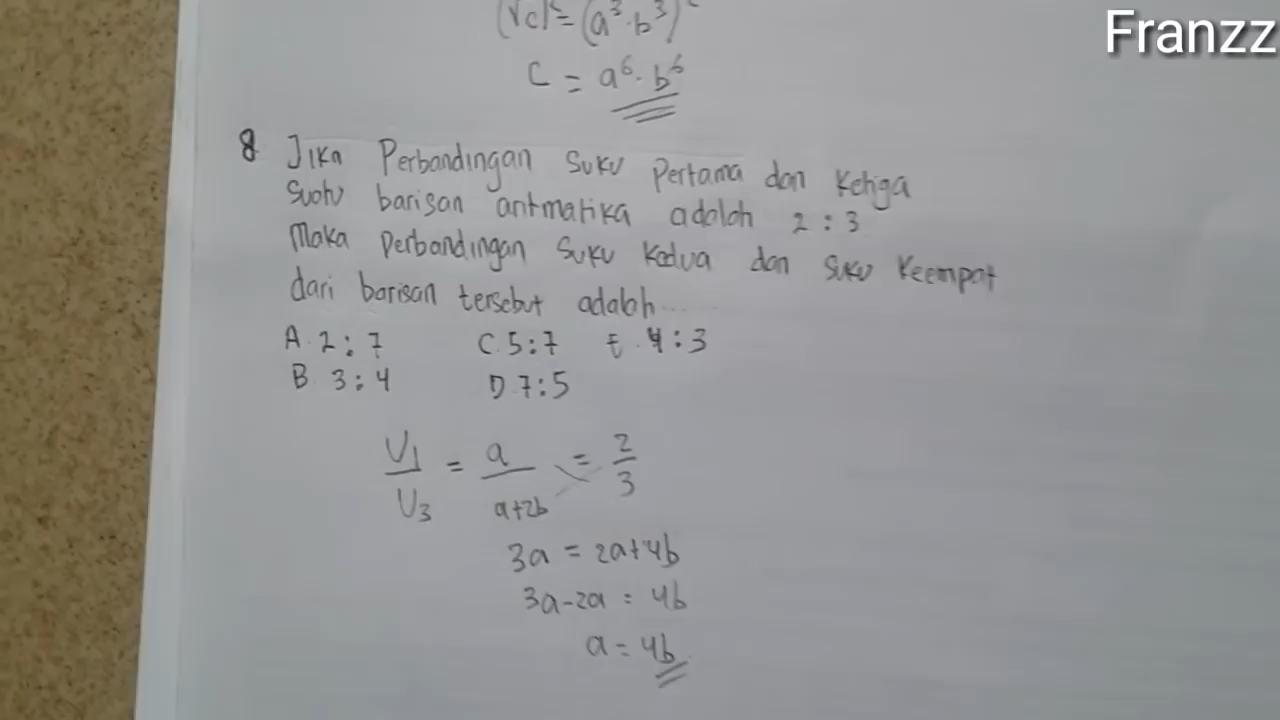 Franzz
(√c)² = (a³·b³)²
C = a⁶·b⁶
8 Jika Perbandingan Suku Pertama dan Ketiga
Suatu barisan aritmatika adalah 2 : 3
Maka Perbandingan Suku Kedua dan Suku Keempat
dari barisan tersebut adalah.....
A. 2 : 7 C. 5 : 7 E. 4 : 3
B. 3 : 4 D. 7 : 5
U₁/U₃ = a/a+2b = 2/3
3a = 2a+4b
3a-2a = 4b
a = 4b